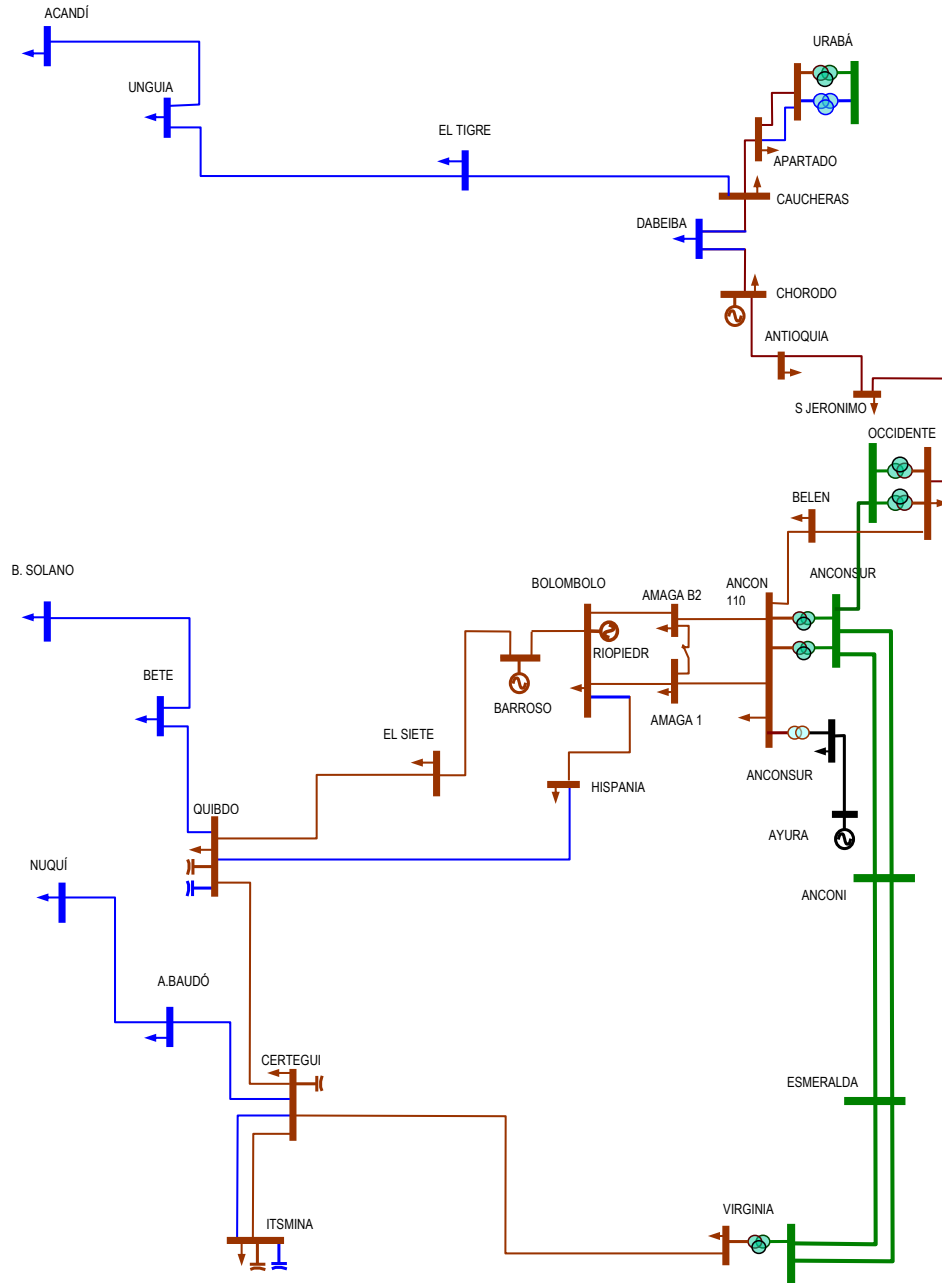 ACANDÍ
URABÁ
UNGUIA
EL TIGRE
APARTADO
CAUCHERAS
DABEIBA
CHORODO
ANTIOQUIA
S JERONIMO
OCCIDENTE
BELEN
B. SOLANO
BOLOMBOLO
AMAGA B2
ANCON
110
ANCONSUR
RIOPIEDR
BETE
BARROSO
AMAGA 1
EL SIETE
HISPANIA
ANCONSUR
QUIBDO
AYURA
NUQUÍ
ANCONI
A.BAUDÓ
CERTEGUI
ESMERALDA
VIRGINIA
ITSMINA